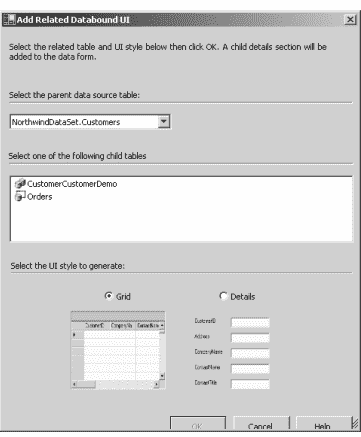 Add Related Databound UI
Select the related table and UI style below then click OK. A child details section will be
added to the data form.
Select the parent data source table:
NorthwindDataSet.Customers
Select one of the following child tables
CustomerCustomerDemo
Orders
Select the UI style to generate:
Grid
Details
CustomerID
Address
CompanyName
ContactName
ContactTitle
OK
Cancel
Help